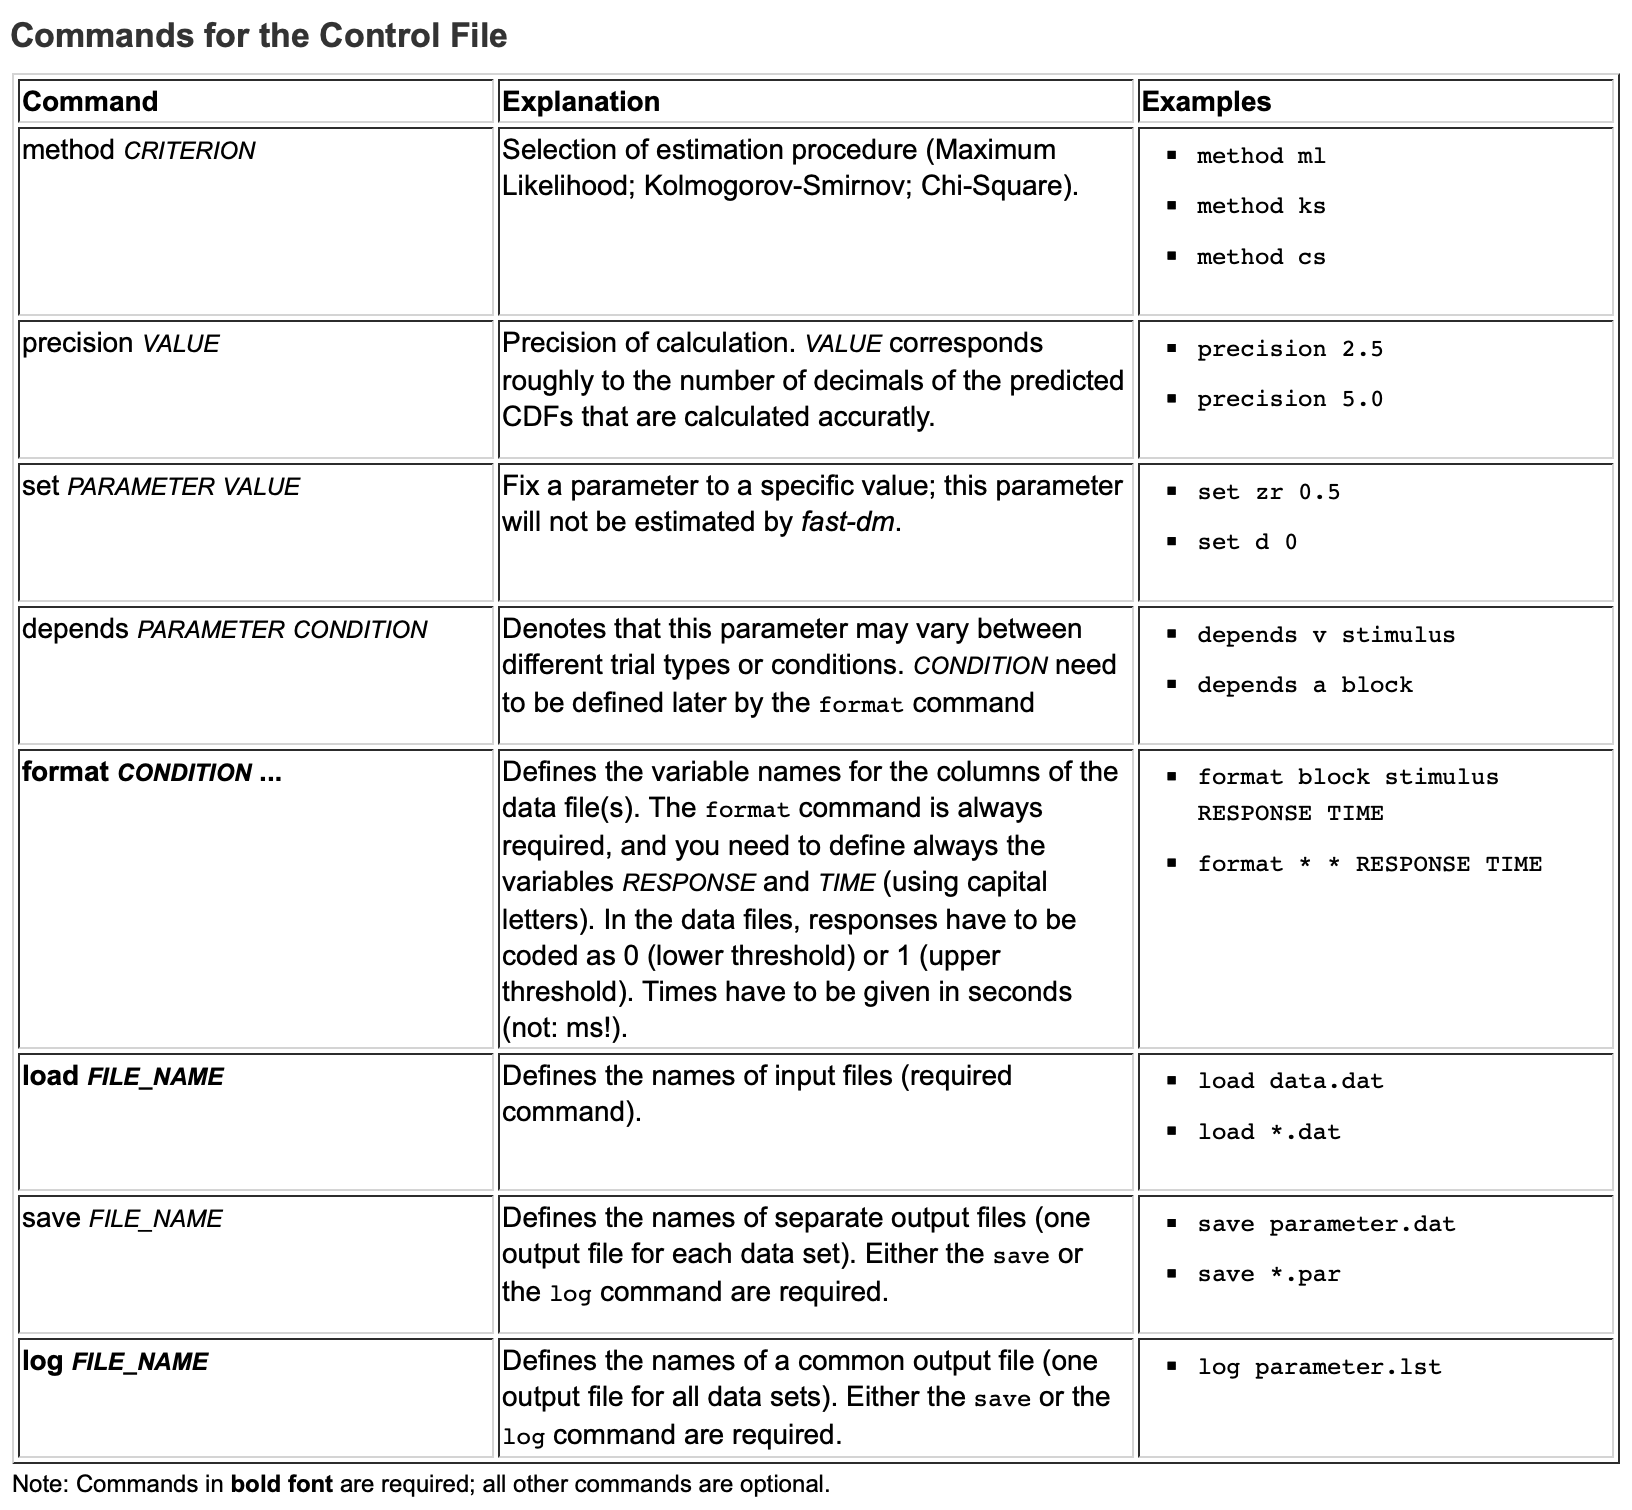 Commands for the Control File
Command
Explanation
Examples
method CRITERION
Selection of estimation procedure (Maximum
Likelihood; Kolmogorov-Smirnov; Chi-Square).
▪ method ml
▪ method ks
▪ method cs
precision VALUE
Precision of calculation. VALUE corresponds
roughly to the number of decimals of the predicted
CDFs that are calculated accuratly.
▪ precision 2.5
▪ precision 5.0
set PARAMETER VALUE
Fix a parameter to a specific value; this parameter
will not be estimated by fast-dm.
▪ set zr 0.5
▪ set d 0
depends PARAMETER CONDITION
Denotes that this parameter may vary between
different trial types or conditions. CONDITION need
to be defined later by the format command
▪ depends v stimulus
▪ depends a block
format CONDITION ...
Defines the variable names for the columns of the
data file(s). The format command is always
required, and you need to define always the
variables RESPONSE and TIME (using capital
letters). In the data files, responses have to be
coded as 0 (lower threshold) or 1 (upper
threshold). Times have to be given in seconds
(not: ms!).
▪ format block stimulus
RESPONSE TIME
▪ format * * RESPONSE TIME
load FILE_NAME
Defines the names of input files (required
command).
▪ load data.dat
▪ load *.dat
save FILE_NAME
Defines the names of separate output files (one
output file for each data set). Either the save or
the log command are required.
▪ save parameter.dat
▪ save *.par
log FILE_NAME
Defines the names of a common output file (one
output file for all data sets). Either the save or the
log command are required.
▪ log parameter.lst
Note: Commands in bold font are required; all other commands are optional.